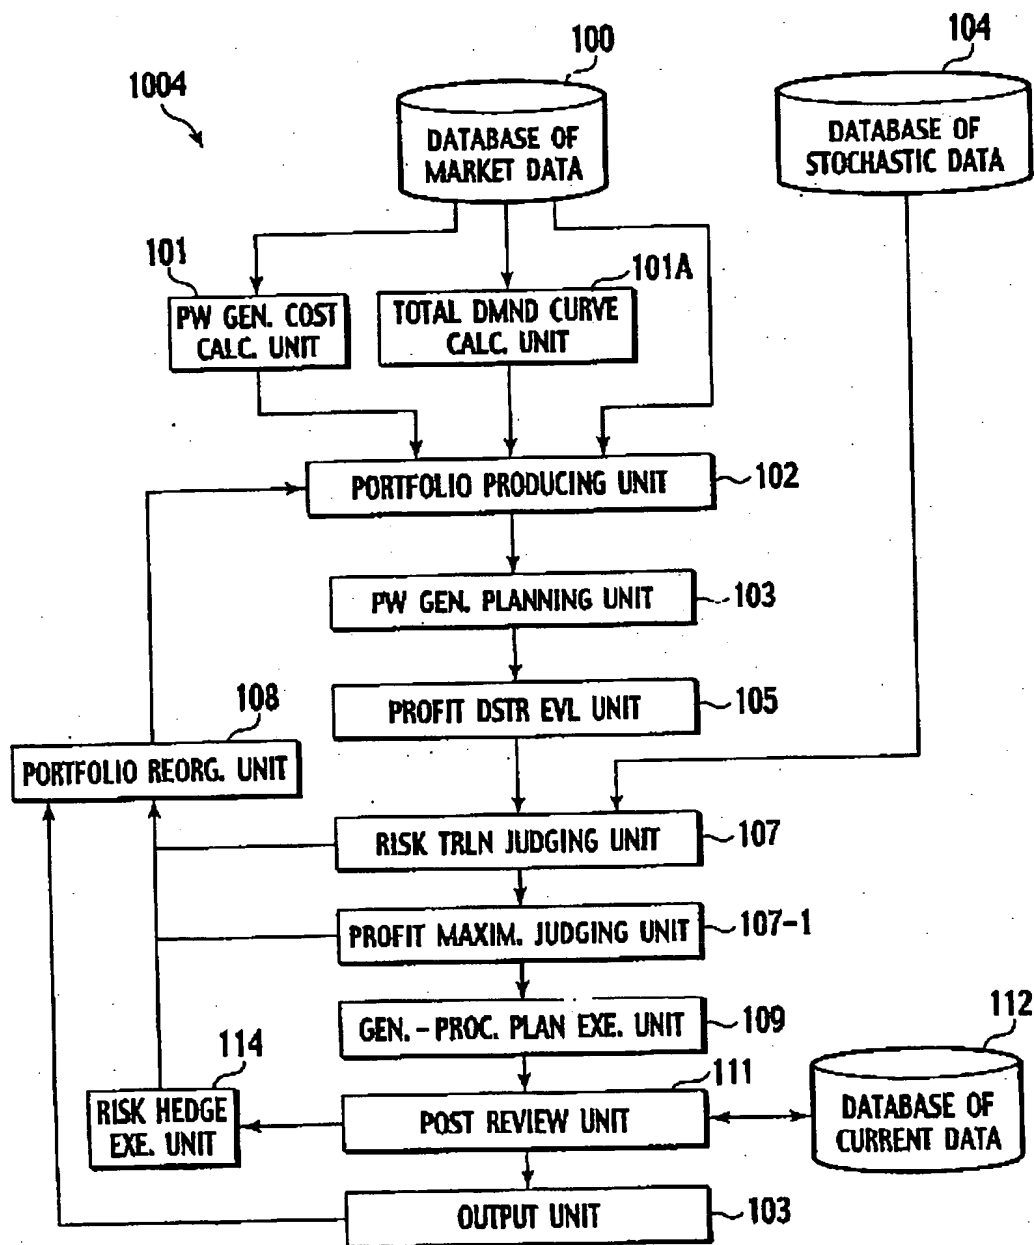 100
104
1004
DATABASE OF
MARKET DATA
DATABASE OF
STOCHASTIC DATA
101
101A
PW GEN. COST
CALC. UNIT
TOTAL DMND CURVE
CALC. UNIT
PORTFOLIO PRODUCING UNIT
102
PW GEN. PLANNING UNIT
103
PROFIT DSTR EVL UNIT
105
108
PORTFOLIO REORG. UNIT
RISK TRLN JUDGING UNIT
107
PROFIT MAXIM. JUDGING UNIT
107-1
GEN.-PROC. PLAN EXE. UNIT
109
112
114
111
RISK HEDGE
EXE. UNIT
POST REVIEW UNIT
DATABASE OF
CURRENT DATA
OUTPUT UNIT
103